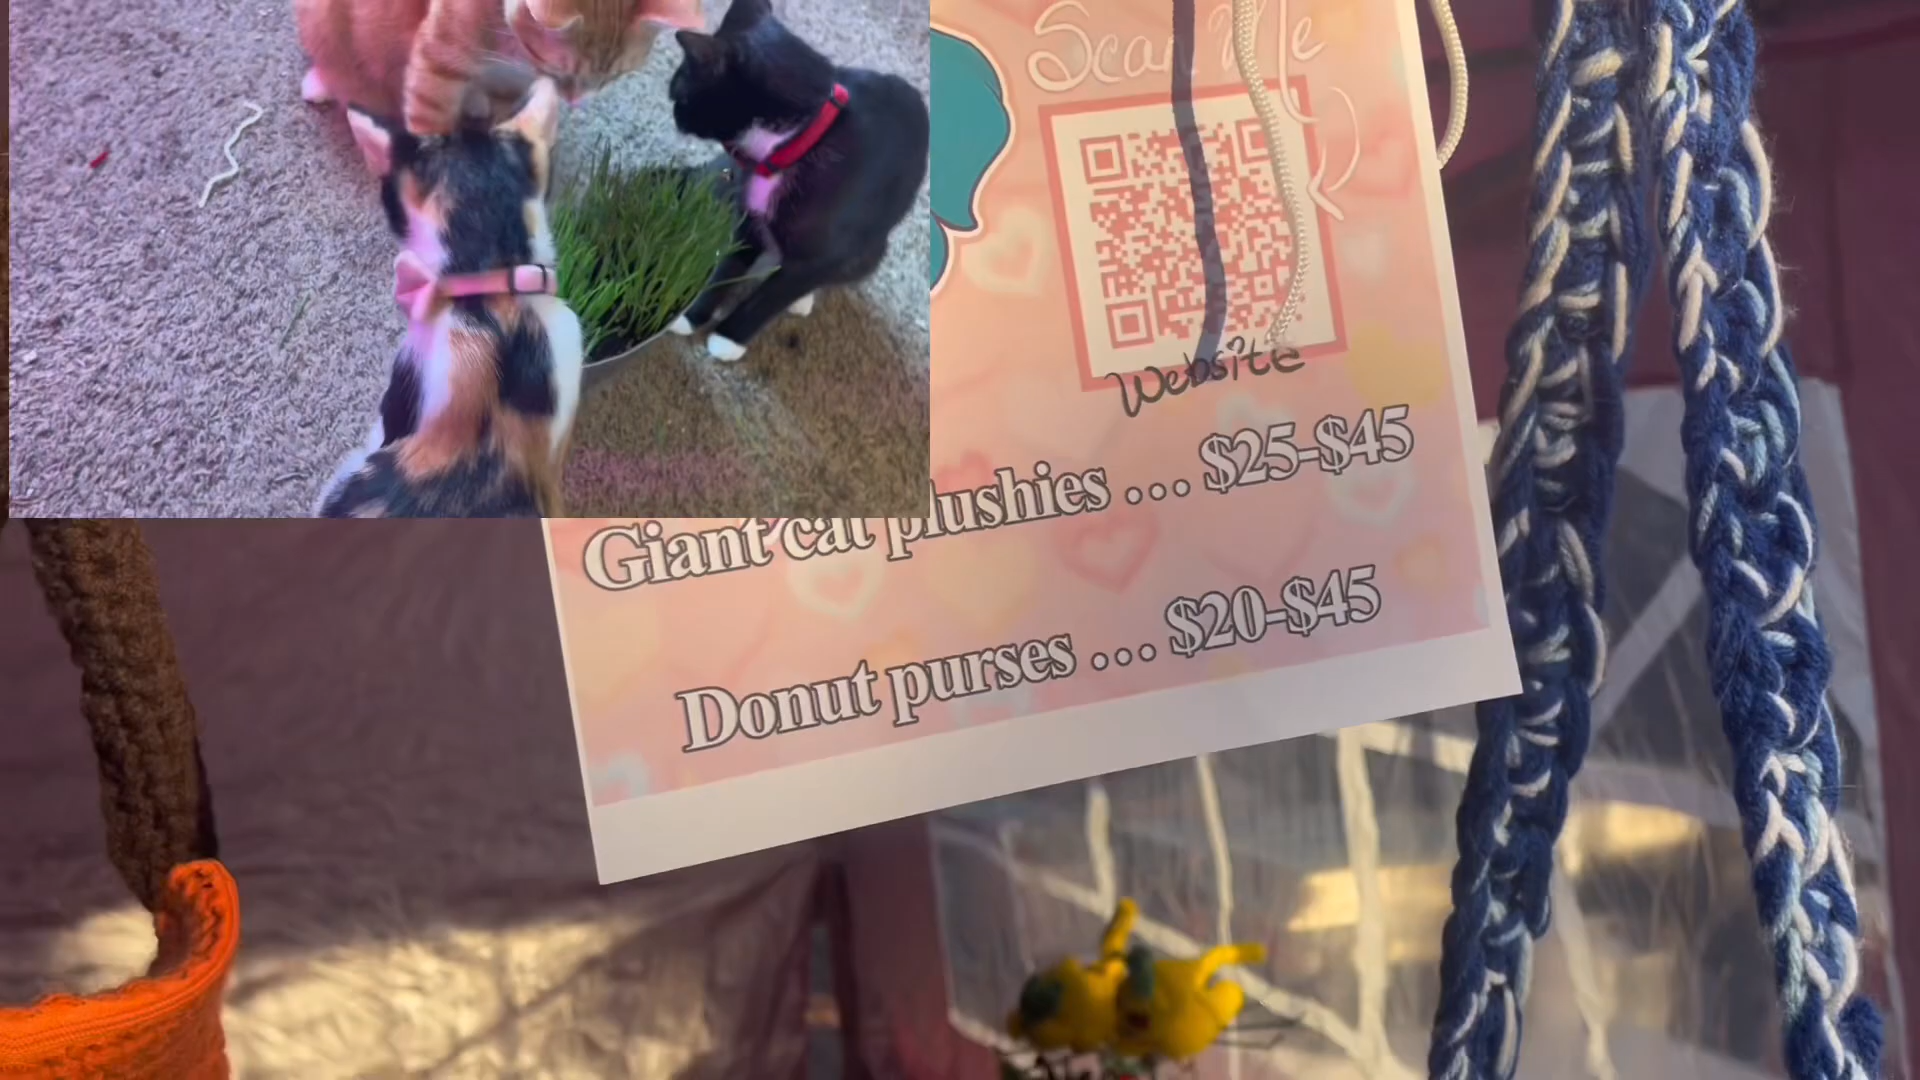 Scan Me
Website
Giant cat plushies ... $25-$45
Donut purses ... $20-$45